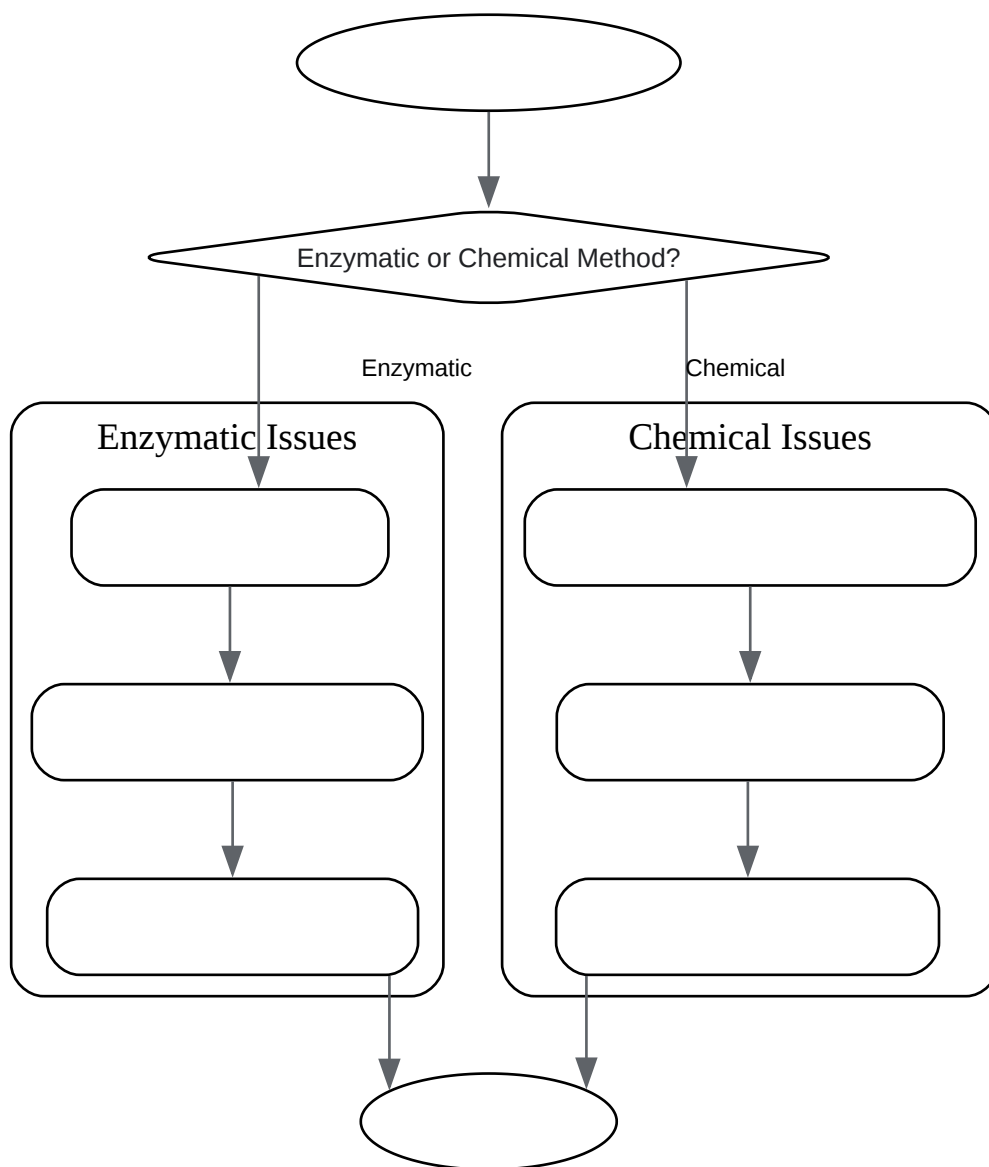 Enzymatic or Chemical Method?
Enzymatic
Chemical
Enzymatic Issues
Chemical Issues